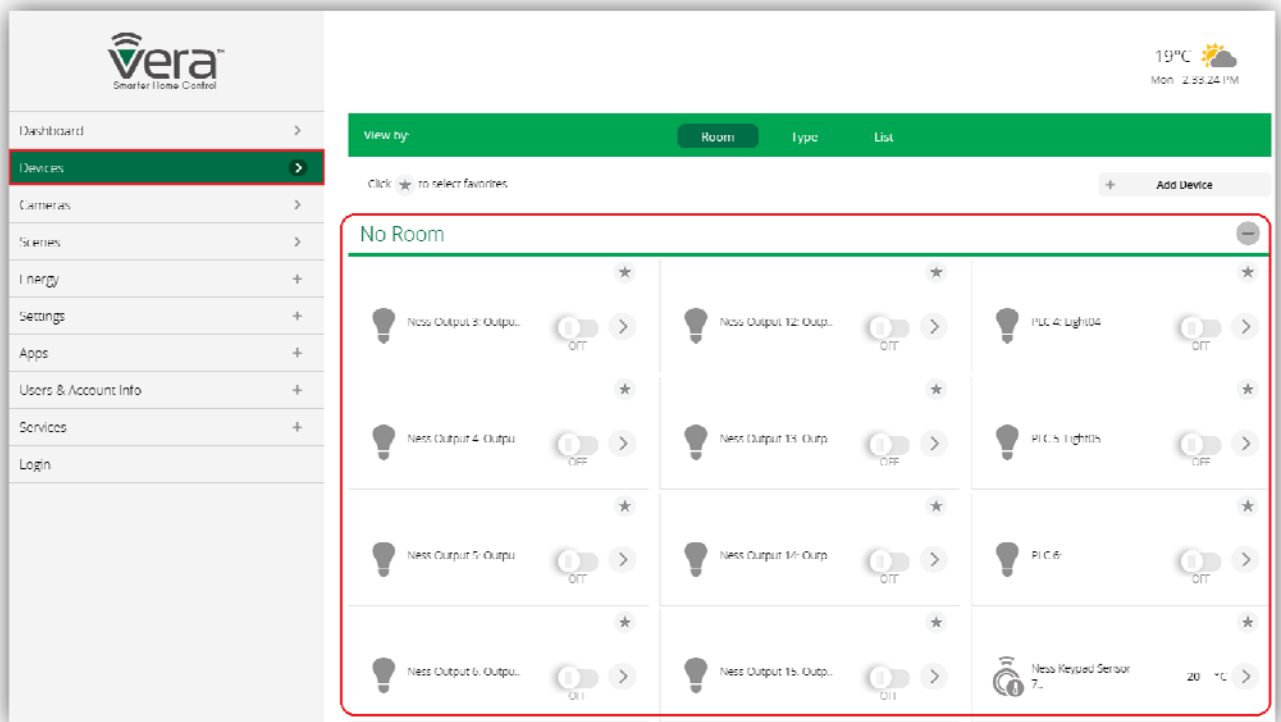 vera™
Smarter Home Control
19°C
Mon 2.33.24 PM
Dashboard
Devices
Cameras
Scenes
Energy
Settings
Apps
Users & Account Info
Services
Login
View by:
Room Type List
Click ★ to select favorites
+ Add Device
No Room
Ness Output 3: Outpu..
OFF
Ness Output 12: Outp..
OFF
PLC 4: Light04
OFF
Ness Output 4: Outpu
OFF
Ness Output 13: Outp
OFF
PLC 5: Light05
OFF
Ness Output 5: Outpu
OFF
Ness Output 14: Outp
OFF
PLC 6:
OFF
Ness Output 6: Outpu..
OFF
Ness Output 15: Outp..
OFF
Ness Keypad Sensor
7..
20 °C